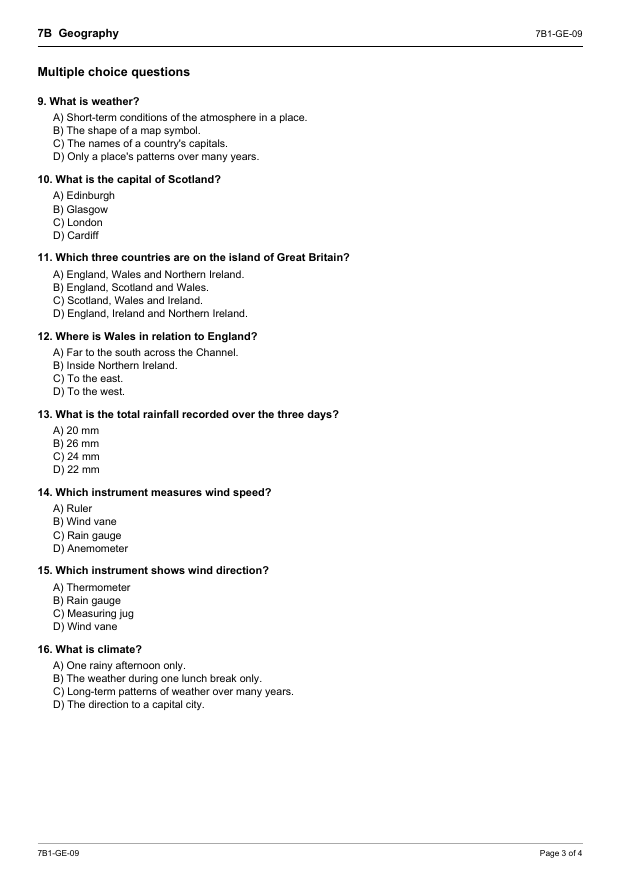 7B Geography
7B1-GE-09
Multiple choice questions
9. What is weather?
A) Short-term conditions of the atmosphere in a place.
B) The shape of a map symbol.
C) The names of a country's capitals.
D) Only a place's patterns over many years.
10. What is the capital of Scotland?
A) Edinburgh
B) Glasgow
C) London
D) Cardiff
11. Which three countries are on the island of Great Britain?
A) England, Wales and Northern Ireland.
B) England, Scotland and Wales.
C) Scotland, Wales and Ireland.
D) England, Ireland and Northern Ireland.
12. Where is Wales in relation to England?
A) Far to the south across the Channel.
B) Inside Northern Ireland.
C) To the east.
D) To the west.
13. What is the total rainfall recorded over the three days?
A) 20 mm
B) 26 mm
C) 24 mm
D) 22 mm
14. Which instrument measures wind speed?
A) Ruler
B) Wind vane
C) Rain gauge
D) Anemometer
15. Which instrument shows wind direction?
A) Thermometer
B) Rain gauge
C) Measuring jug
D) Wind vane
16. What is climate?
A) One rainy afternoon only.
B) The weather during one lunch break only.
C) Long-term patterns of weather over many years.
D) The direction to a capital city.
7B1-GE-09
Page 3 of 4